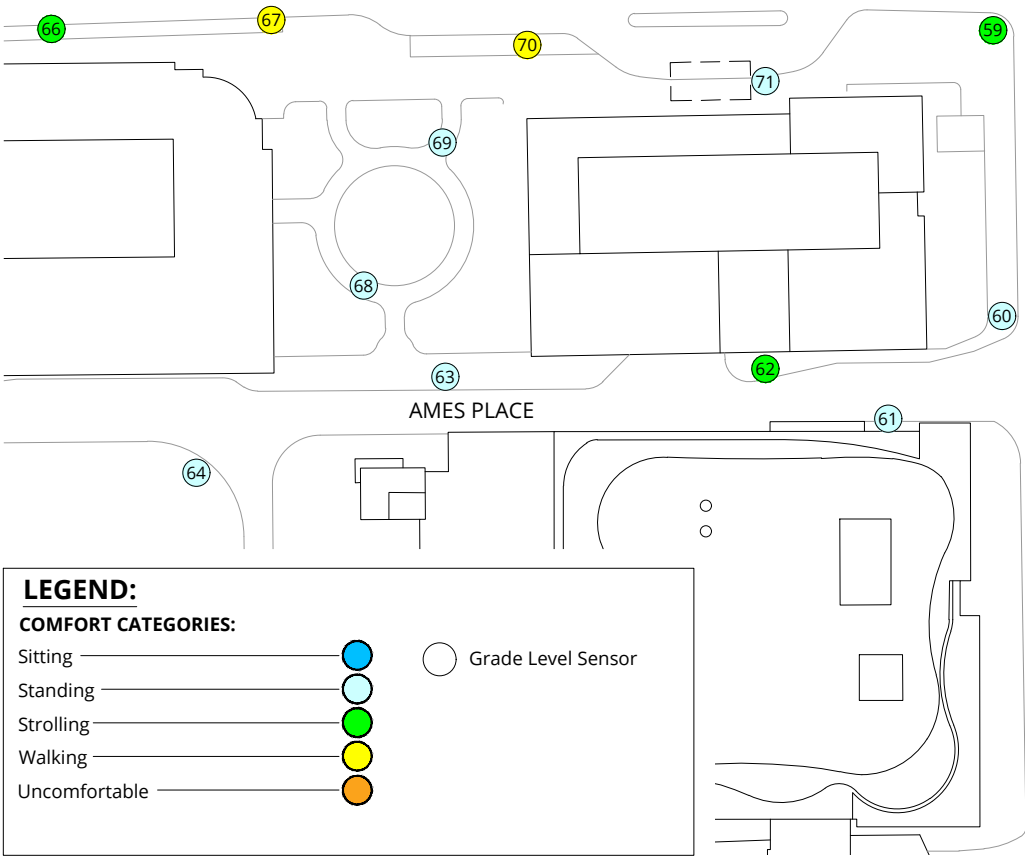 67
66
59
70
71
69
68
60
62
63
AMES PLACE
61
64
LEGEND:
COMFORT CATEGORIES:
Sitting
Grade Level Sensor
Standing
Strolling
Walking
Uncomfortable